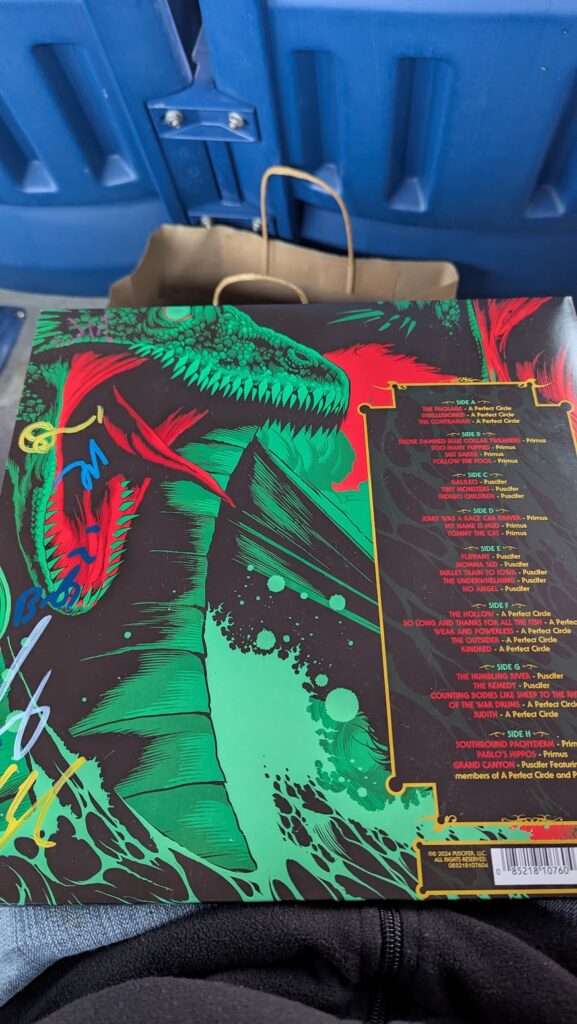 SIDE A
THE PACKAGE - A Perfect Circle
DISILLUSIONED - A Perfect Circle
THE CONTRARIAN - A Perfect Circle
SIDE B
THOSE DAMNED BLUE COLLAR TWEAKERS - Primus
TOO MANY PUPPIES - Primus
SGT BAKER - Primus
FOLLOW THE FOOL - Primus
SIDE C
GALILEO - Puscifer
TINY MONSTERS - Puscifer
INDIGO CHILDREN - Puscifer
SIDE D
JERRY WAS A RACE CAR DRIVER - Primus
MY NAME IS MUD - Primus
TOMMY THE CAT - Primus
SIDE E
FLIPPANT - Puscifer
MOMMA SED - Puscifer
BULLET TRAIN TO IOWA - Puscifer
THE UNDERWHELMING - Puscifer
NO ANGEL - Puscifer
SIDE F
THE HOLLOW - A Perfect Circle
SO LONG AND THANKS FOR ALL THE FISH - A Perfec
WEAK AND POWERLESS - A Perfect Circle
THE OUTSIDER - A Perfect Circle
KINDRED - A Perfect Circle
SIDE G
THE HUMBLING RIVER - Puscifer
THE REMEDY - Puscifer
COUNTING BODIES LIKE SHEEP TO THE RH
OF THE WAR DRUMS - A Perfect Circle
JUDITH - A Perfect Circle
SIDE H
SOUTHBOUND PACHYDERM - Prim
PABLO'S HIPPOS - Primus
GRAND CANYON - Puscifer Featurin
members of A Perfect Circle and P
℗© 2024 PUSCIFER, LLC.
ALL RIGHTS RESERVED.
085218107604
0 85218 10760